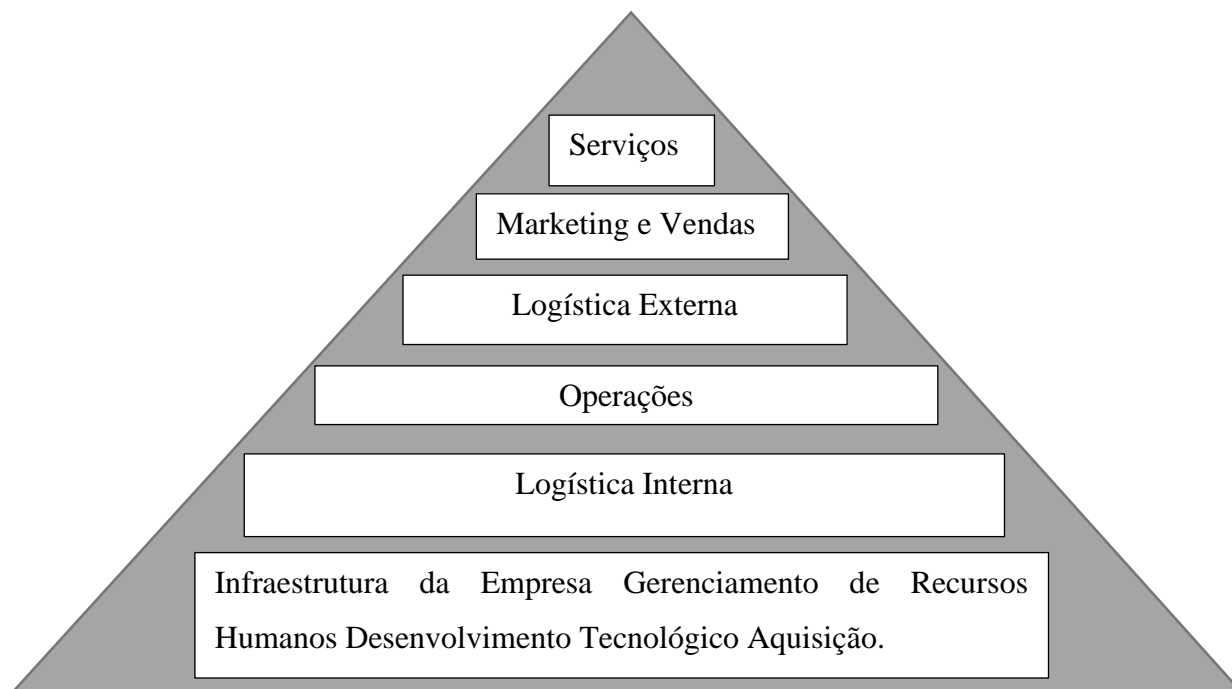 Serviços
Marketing e Vendas
Logística Externa
Operações
Logística Interna
Infraestrutura da Empresa Gerenciamento de Recursos
Humanos Desenvolvimento Tecnológico Aquisição.